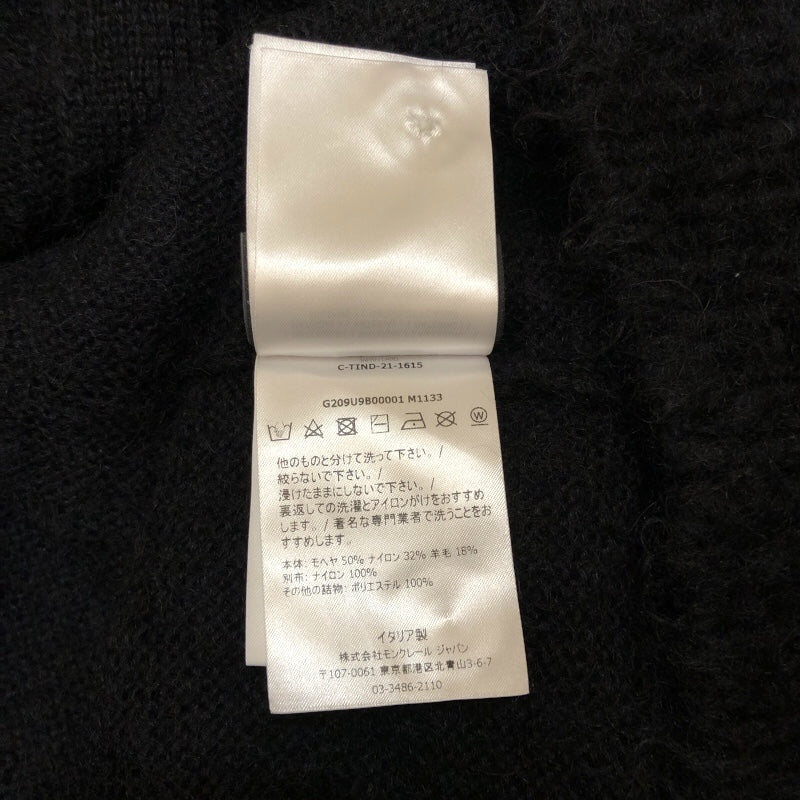 C-TIND-21-1615
G209U9B00001 M1133
W
他のものと分けて洗って下さい。/
絞らないで下さい。/
浸けたままにしないで下さい。/
裏返しての洗濯とアイロンがけをおすすめ
します。/ 著名な専門業者で洗うことをお
すすめします。
本体: モヘヤ 50% ナイロン 32% 羊毛 18%
別布: ナイロン 100%
その他の詰物: ポリエステル 100%
イタリア製
株式会社モンクレール ジャパン
〒107-0061 東京都港区北青山3-6-7
03-3486-2110